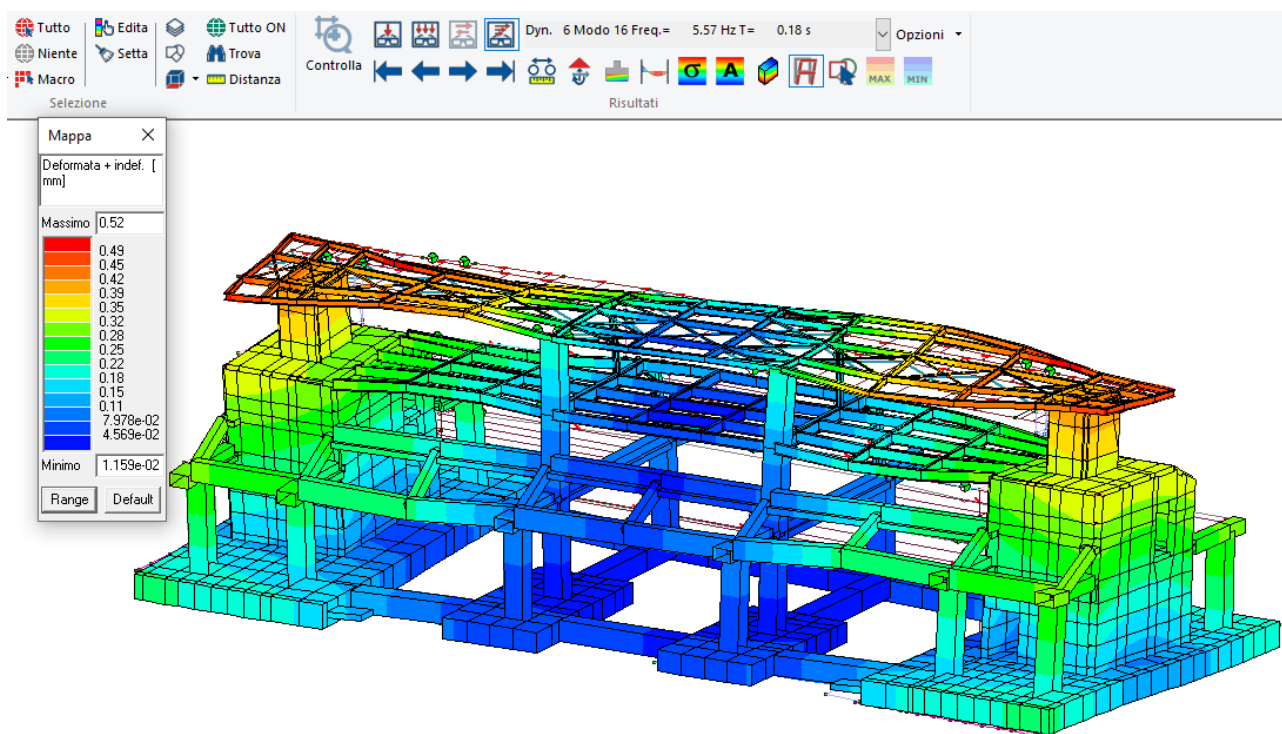 Tutto Edita Tutto ON
Niente Setta Trova
Macro Distanza
Selezione
Controlla
Dyn. 6 Modo 16 Freq.= 5.57 Hz T= 0.18 s
Opzioni
σ A MAX MIN
Risultati
Mappa
Deformata + indef. [
mm]
Massimo 0.52
0.49
0.45
0.42
0.39
0.35
0.32
0.28
0.25
0.22
0.18
0.15
0.11
7.978e-02
4.569e-02
Minimo 1.159e-02
Range Default